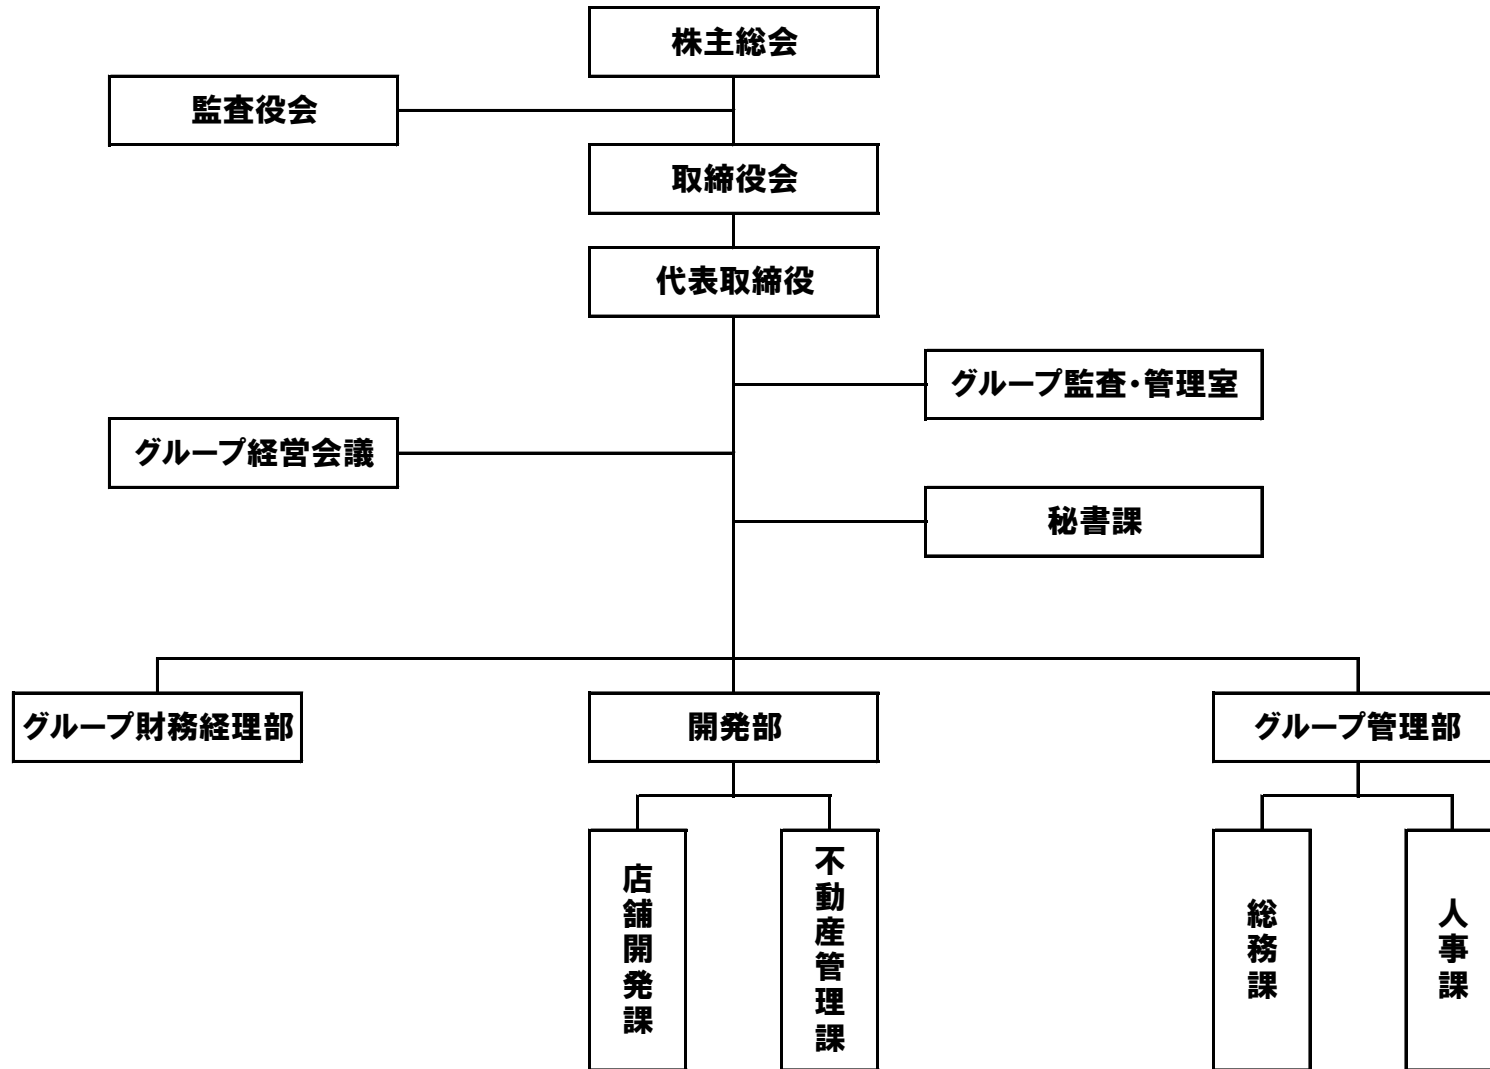 株主総会
監査役会
取締役会
代表取締役
グループ監査・管理室
グループ経営会議
秘書課
グループ財務経理部
開発部
グループ管理部
店舗開発課
不動産管理課
総務課
人事課